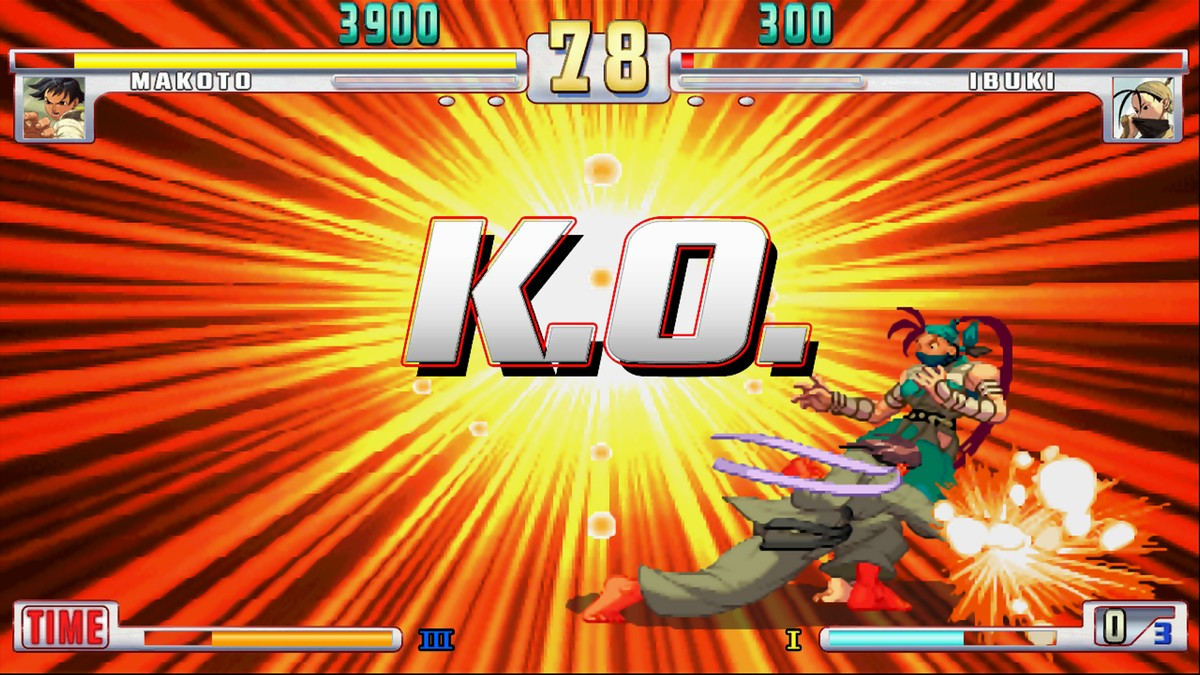 3900 78 300
MAKOTO IBUKI
K.O.
TIME III I 0/3